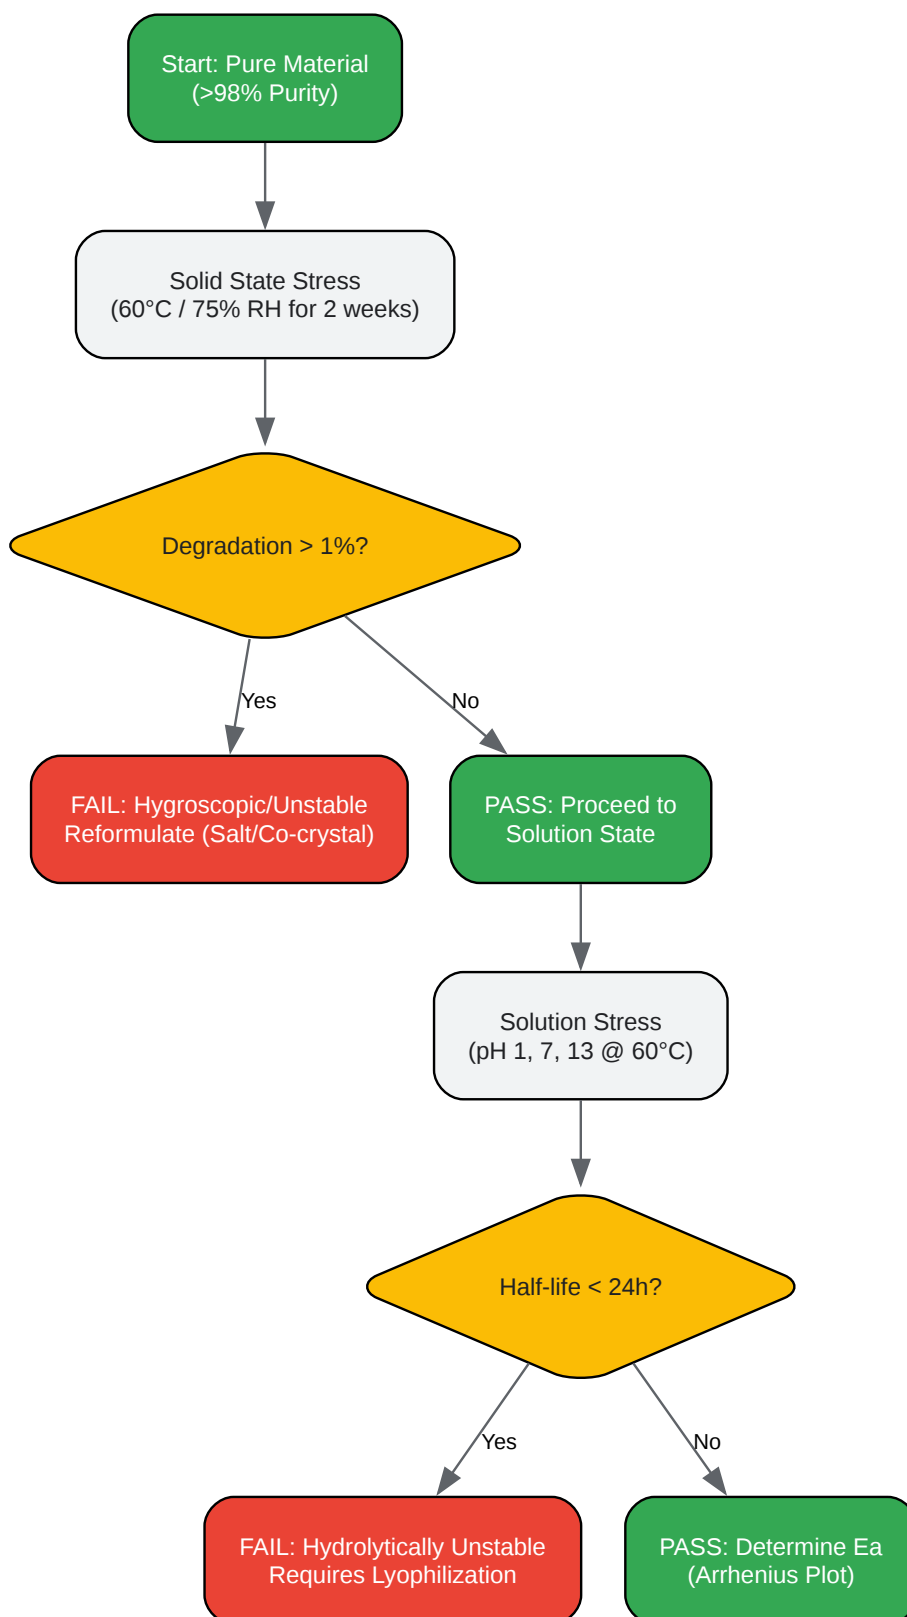 Start: Pure Material
(>98% Purity)
Solid State Stress
(60°C / 75% RH for 2 weeks)
Degradation > 1%?
Yes
No
FAIL: Hygroscopic/Unstable
Reformulate (Salt/Co-crystal)
PASS: Proceed to
Solution State
Solution Stress
(pH 1, 7, 13 @ 60°C)
Half-life < 24h?
Yes
No
FAIL: Hydrolytically Unstable
Requires Lyophilization
PASS: Determine Ea
(Arrhenius Plot)